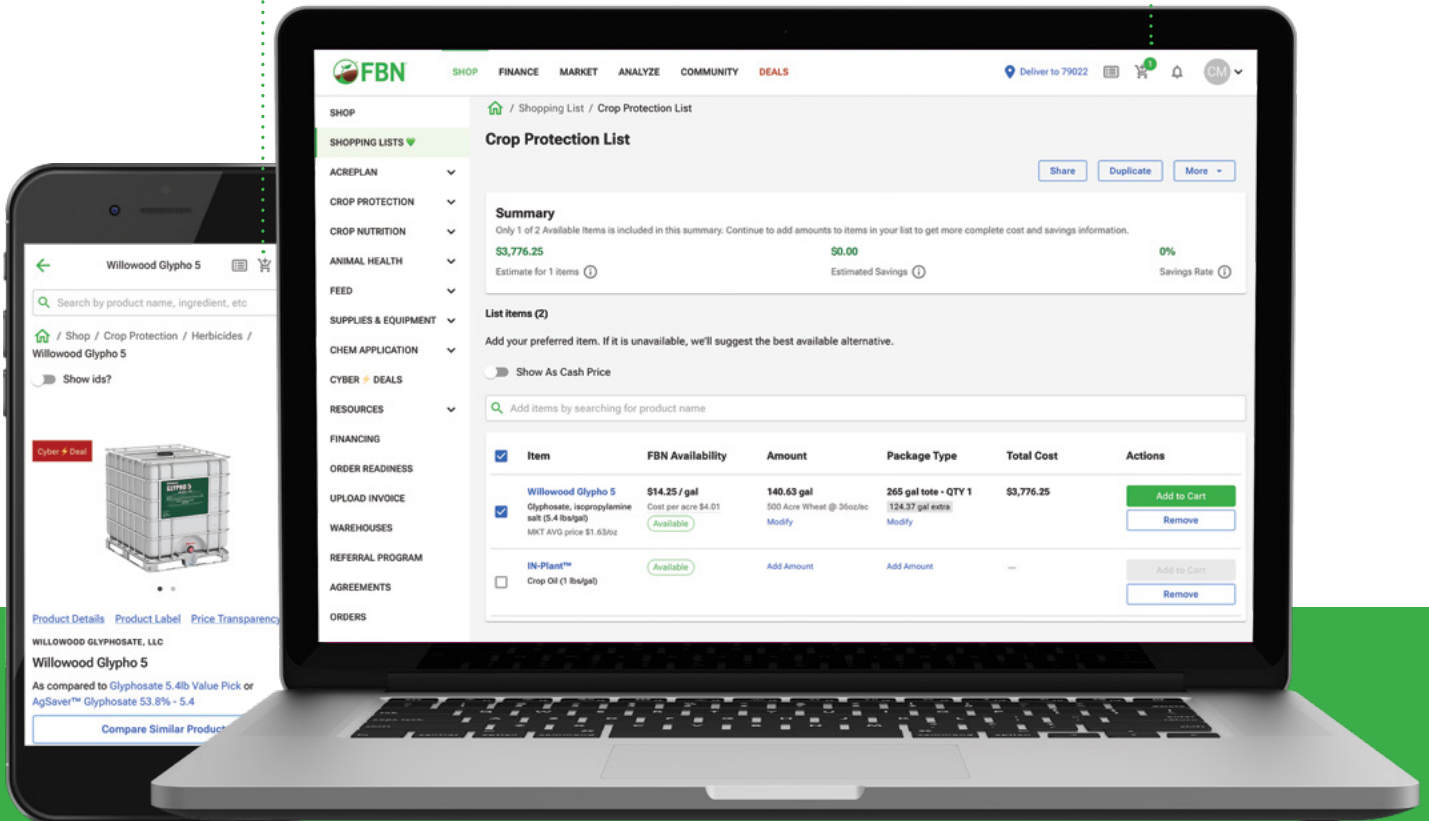 FBN
SHOP FINANCE MARKET ANALYZE COMMUNITY DEALS
Deliver to 79022
1
CM
SHOP
SHOPPING LISTS
ACREPLAN
CROP PROTECTION
CROP NUTRITION
ANIMAL HEALTH
FEED
SUPPLIES & EQUIPMENT
CHEM APPLICATION
CYBER ⚡ DEALS
RESOURCES
FINANCING
ORDER READINESS
UPLOAD INVOICE
WAREHOUSES
REFERRAL PROGRAM
AGREEMENTS
ORDERS
/ Shopping List / Crop Protection List
Crop Protection List
Share Duplicate More
Summary
Only 1 of 2 Available Items is included in this summary. Continue to add amounts to items in your list to get more complete cost and savings information.
$3,776.25 $0.00 0%
Estimate for 1 items Estimated Savings Savings Rate
List items (2)
Add your preferred item. If it is unavailable, we'll suggest the best available alternative.
Show As Cash Price
Add items by searching for product name
Item FBN Availability Amount Package Type Total Cost Actions
Willowood Glypho 5 $14.25 / gal 140.63 gal 265 gal tote - QTY 1 $3,776.25 Add to Cart
Glyphosate, isopropylamine Cost per acre $4.01 500 Acre Wheat @ 36oz/ac 124.37 gal extra
salt (5.4 lbs/gal) Available Modify Modify Remove
MKT AVG price $1.63/oz
IN-Plant™ Available Add Amount Add Amount — Add to Cart
Crop Oil (1 lbs/gal) Remove
Willowood Glypho 5
Search by product name, ingredient, etc
/ Shop / Crop Protection / Herbicides /
Willowood Glypho 5
Show ids?
Cyber ⚡ Deal
GLYPHO 5
Product Details Product Label Price Transparency
WILLOWOOD GLYPHOSATE, LLC
Willowood Glypho 5
As compared to Glyphosate 5.4lb Value Pick or
AgSaver™ Glyphosate 53.8% - 5.4
Compare Similar Product